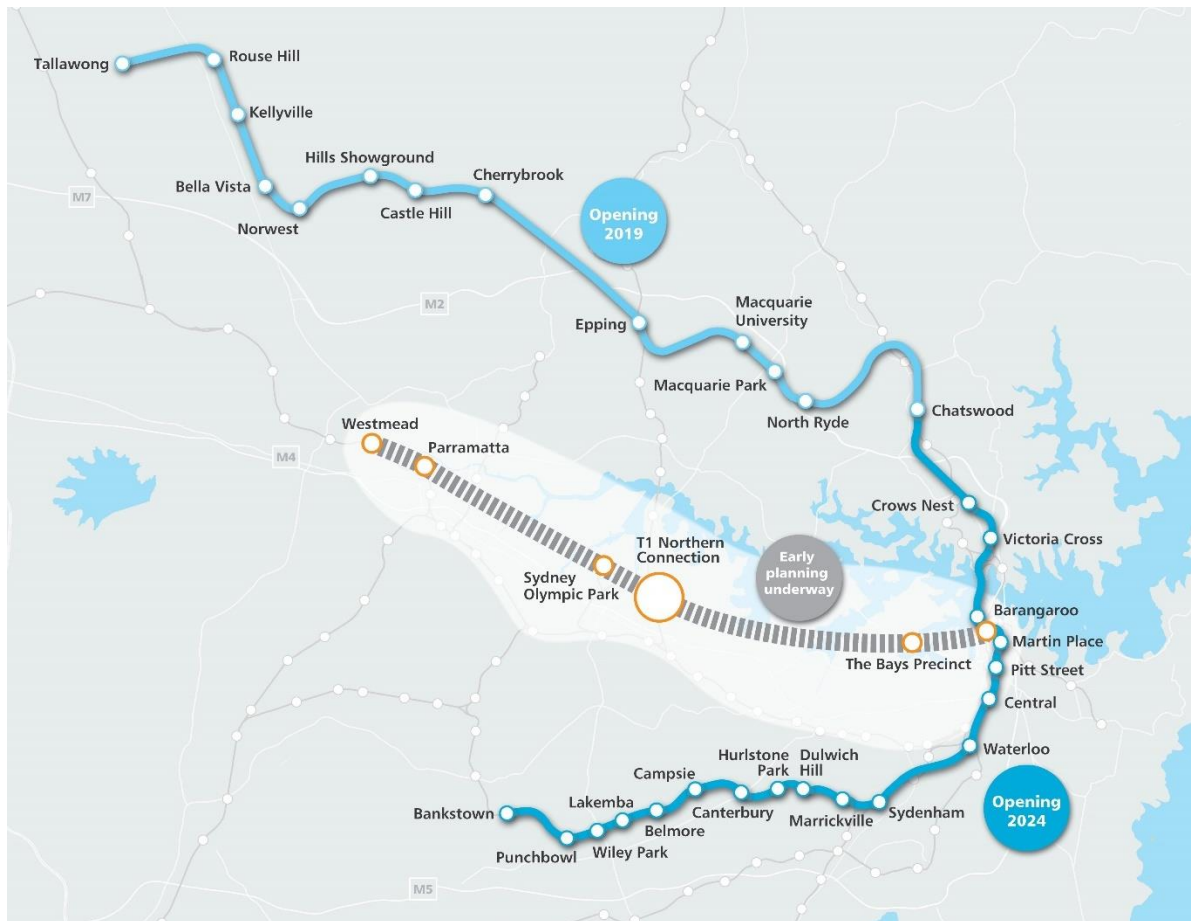 Tallawong
Rouse Hill
Kellyville
Bella Vista
Norwest
Hills Showground
Castle Hill
Cherrybrook
Opening
2019
M7
M2
Epping
Macquarie
University
Macquarie Park
North Ryde
Chatswood
Westmead
Parramatta
M4
Crows Nest
Victoria Cross
T1 Northern
Connection
Early
planning
underway
Sydney
Olympic Park
Barangaroo
Martin Place
The Bays Precinct
Pitt Street
Central
Waterloo
Hurlstone
Park
Dulwich
Hill
Campsie
Lakemba
Bankstown
Canterbury
Sydenham
Belmore
Marrickville
Wiley Park
Punchbowl
Opening
2024
M5